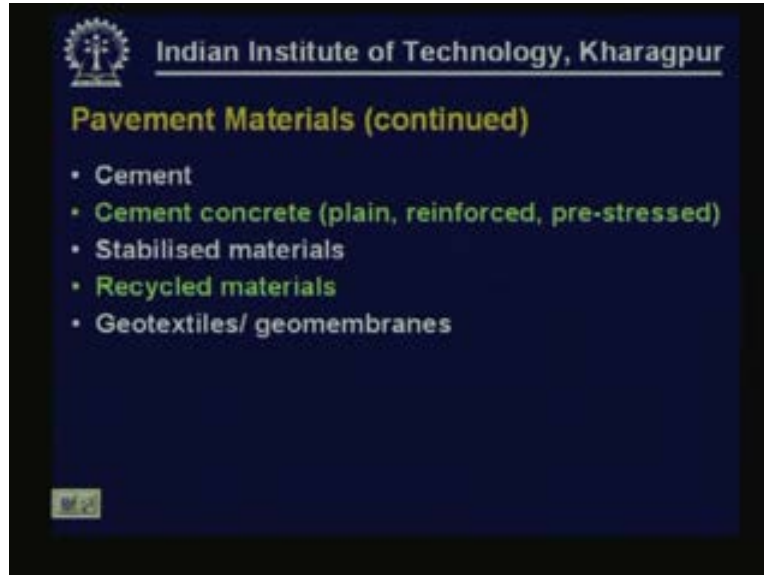 Indian Institute of Technology, Kharagpur
Pavement Materials (continued)
• Cement
• Cement concrete (plain, reinforced, pre-stressed)
• Stabilised materials
• Recycled materials
• Geotextiles/ geomembranes